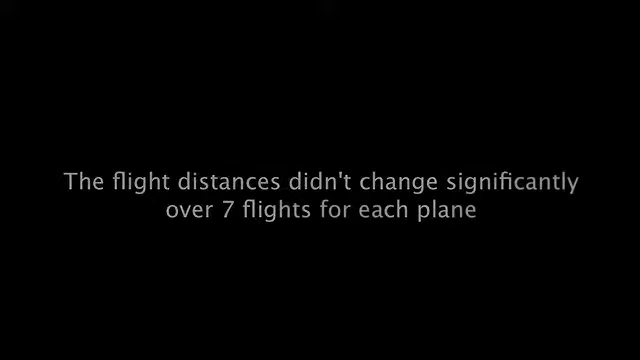 The flight distances didn't change significantly
over 7 flights for each plane